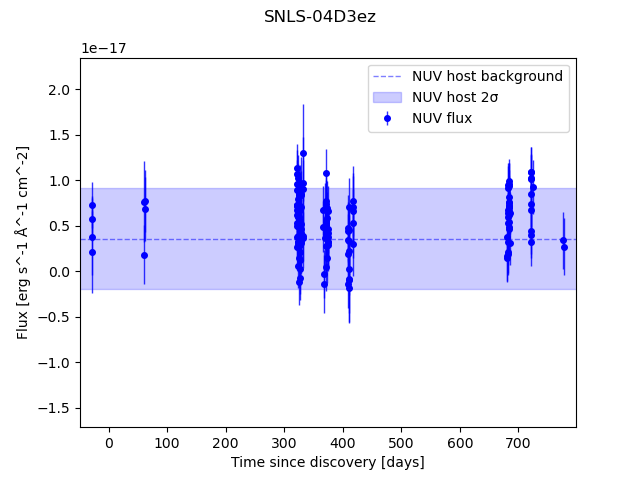 SNLS-04D3ez
1e−17
NUV host background
NUV host 2σ
NUV flux
2.0
1.5
1.0
0.5
0.0
−0.5
−1.0
−1.5
Flux [erg s^-1 Å^-1 cm^-2]
0 100 200 300 400 500 600 700
Time since discovery [days]